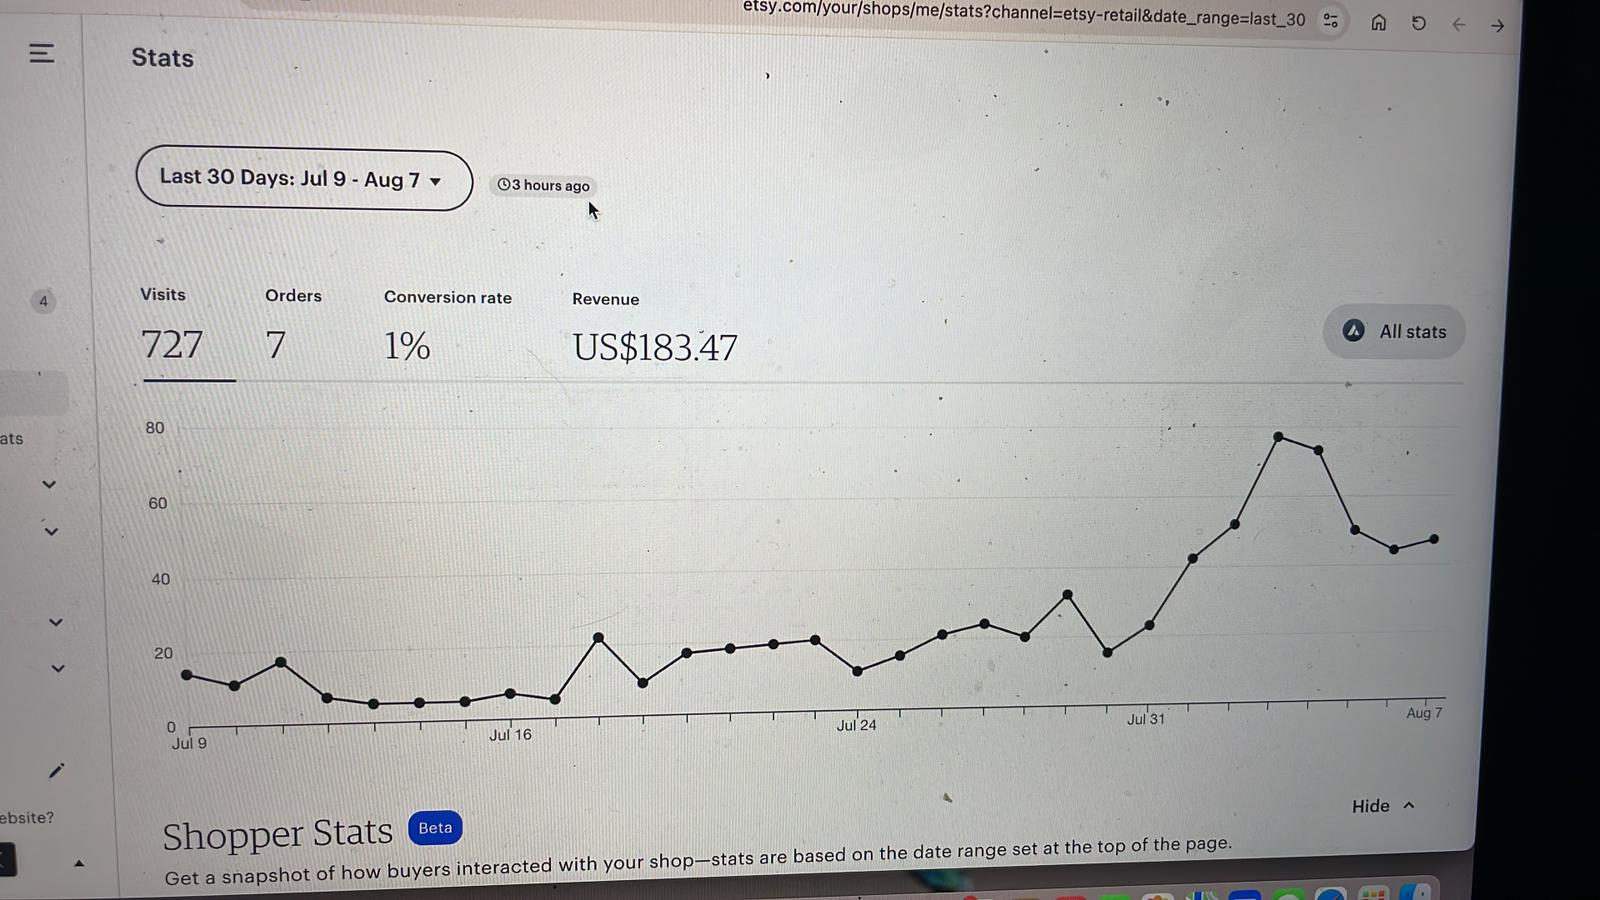 etsy.com/your/shops/me/stats?channel=etsy-retail&date_range=last_30
Stats
Last 30 Days: Jul 9 - Aug 7
3 hours ago
4
Visits Orders Conversion rate Revenue
727 7 1% US$183.47
All stats
ats
80
60
40
20
0
Jul 9 Jul 16 Jul 24 Jul 31 Aug 7
ebsite?
Hide
Shopper Stats Beta
Get a snapshot of how buyers interacted with your shop—stats are based on the date range set at the top of the page.